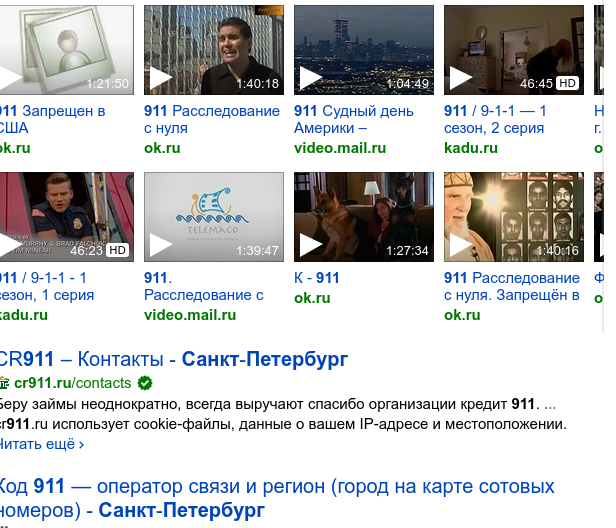 1:21:50
1:40:18
1:04:49
46:45 HD
911 Запрещен в
США
ok.ru
911 Расследование
с нуля
ok.ru
911 Судный день
Америки –
video.mail.ru
911 / 9-1-1 — 1
сезон, 2 серия
kadu.ru
Н
г.
o
MURPHY & BRAD FALCHUK
TIM MINEAR
46:23 HD
TELEMACO
1:39:47
1:27:34
1:40:16
911 / 9-1-1 - 1
сезон, 1 серия
kadu.ru
911.
Расследование с
video.mail.ru
К - 911
ok.ru
911 Расследование
с нуля. Запрещён в
ok.ru
Ф
o
CR911 – Контакты - Санкт-Петербург
cr911.ru/contacts
Беру займы неоднократно, всегда выручают спасибо организации кредит 911. ...
cr911.ru использует cookie-файлы, данные о вашем IP-адресе и местоположении.
Читать ещё ›
Код 911 — оператор связи и регион (город на карте сотовых
номеров) - Санкт-Петербург